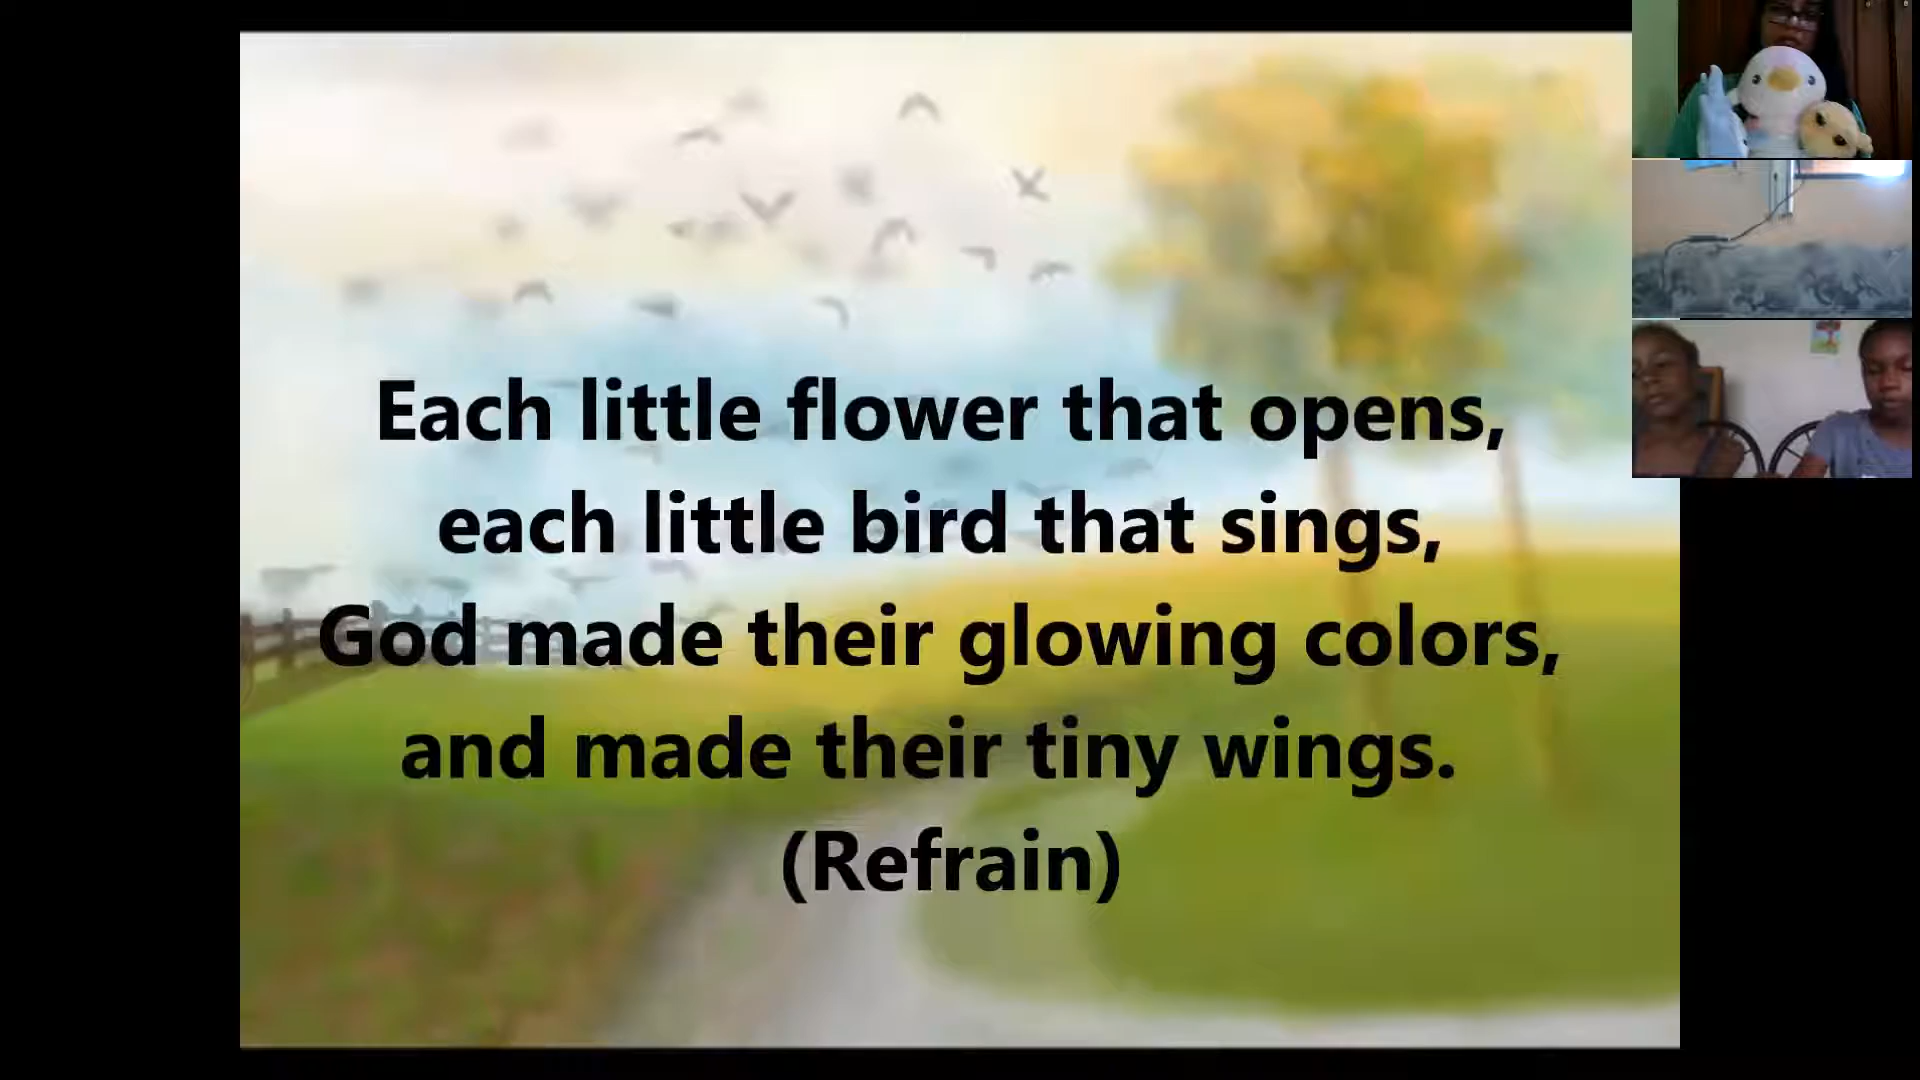 Each little flower that opens,
each little bird that sings,
God made their glowing colors,
and made their tiny wings.
(Refrain)